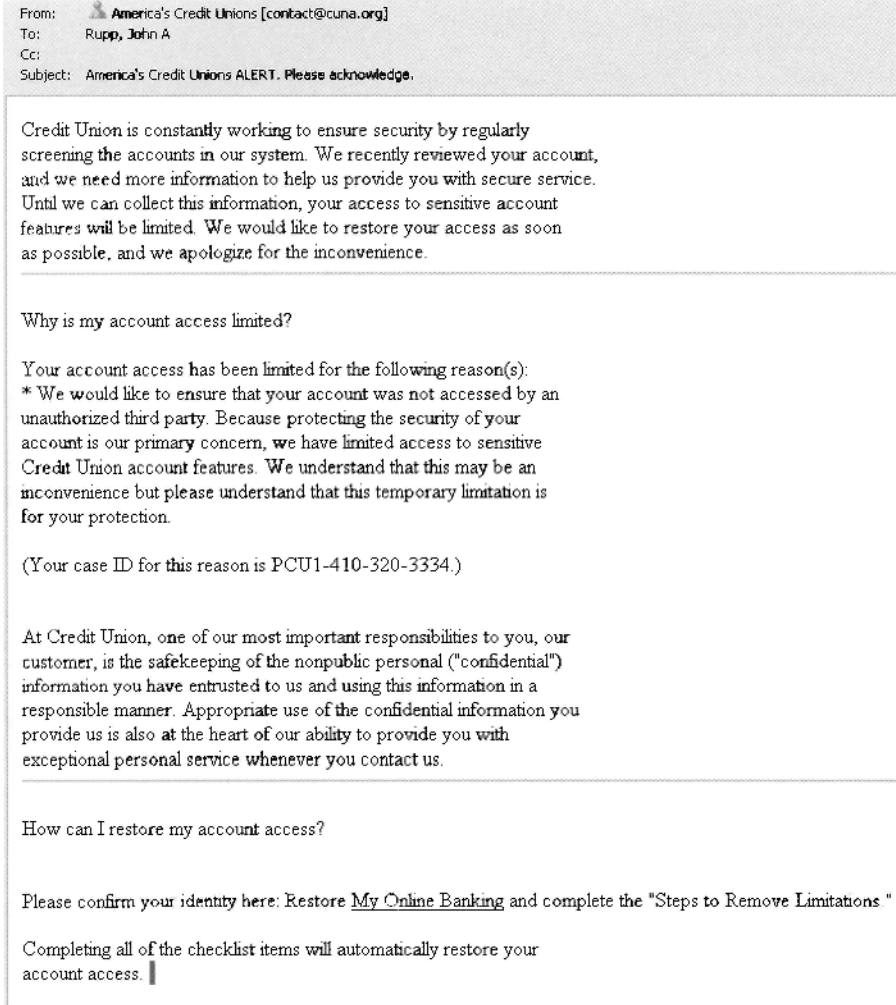 From: America's Credit Unions [contact@cuna.org]
To: Rupp, John A
Cc:
Subject: America's Credit Unions ALERT. Please acknowledge.
Credit Union is constantly working to ensure security by regularly
screening the accounts in our system. We recently reviewed your account,
and we need more information to help us provide you with secure service.
Until we can collect this information, your access to sensitive account
features will be limited. We would like to restore your access as soon
as possible, and we apologize for the inconvenience.
Why is my account access limited?
Your account access has been limited for the following reason(s):
* We would like to ensure that your account was not accessed by an
unauthorized third party. Because protecting the security of your
account is our primary concern, we have limited access to sensitive
Credit Union account features. We understand that this may be an
inconvenience but please understand that this temporary limitation is
for your protection.
(Your case ID for this reason is PCU1-410-320-3334.)
At Credit Union, one of our most important responsibilities to you, our
customer, is the safekeeping of the nonpublic personal ("confidential")
information you have entrusted to us and using this information in a
responsible manner. Appropriate use of the confidential information you
provide us is also at the heart of our ability to provide you with
exceptional personal service whenever you contact us.
How can I restore my account access?
Please confirm your identity here: Restore My Online Banking and complete the "Steps to Remove Limitations."
Completing all of the checklist items will automatically restore your
account access.